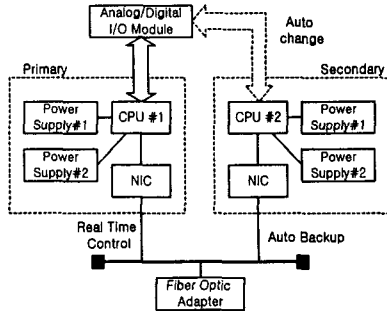 Analog/Digital
I/O Module
Auto
change
Primary
Secondary
Power
Supply#1
CPU #1
CPU #2
Power
Supply#1
Power
Supply#2
NIC
NIC
Power
Supply#2
Real Time
Control
Auto Backup
Fiber Optic
Adapter